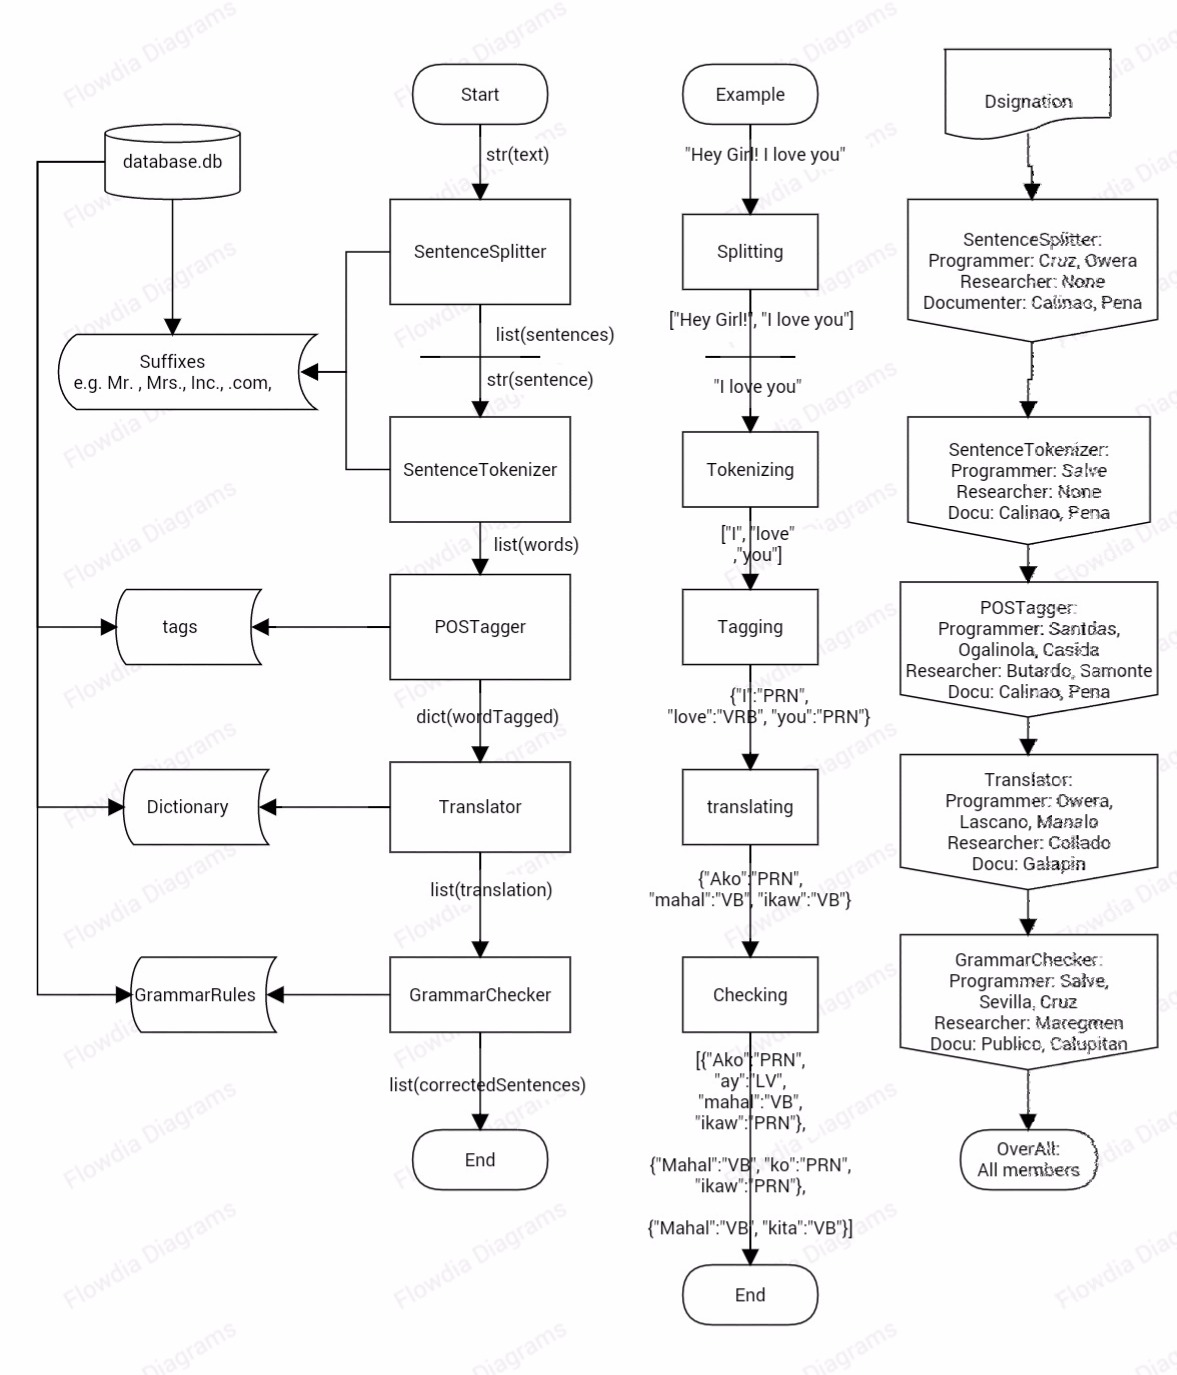 Start
str(text)
SentenceSplitter
list(sentences)
str(sentence)
SentenceTokenizer
list(words)
POSTagger
dict(wordTagged)
Translator
list(translation)
GrammarChecker
list(correctedSentences)
End
database.db
Suffixes
e.g. Mr. , Mrs., Inc., .com,
tags
Dictionary
GrammarRules
Example
"Hey Girl! I love you"
Splitting
["Hey Girl!", "I love you"]
"I love you"
Tokenizing
["I", "love"
,"you"]
Tagging
{"I":"PRN",
"love":"VRB", "you":"PRN"}
translating
{"Ako":"PRN",
"mahal":"VB", "ikaw":"VB"}
Checking
[{"Ako":"PRN",
"ay":"LV",
"mahal":"VB",
"ikaw":"PRN"},
{"Mahal":"VB", "ko":"PRN",
"ikaw":"PRN"},
{"Mahal":"VB", "kita":"VB"}]
End
Dsignation
SentenceSplitter:
Programmer: Cruz, Owera
Researcher: None
Documenter: Calinao, Pena
SentenceTokenizer:
Programmer: Salve
Researcher: None
Docu: Calinao, Pena
POSTagger:
Programmer: Santdas,
Ogalinola, Casida
Researcher: Butardo, Samonte
Docu: Calinao, Pena
Translator:
Programmer: Owera,
Lascano, Manalo
Researcher: Collado
Docu: Galapin
GrammarChecker:
Programmer: Salve,
Sevilla, Cruz
Researcher: Maregmen
Docu: Publico, Calupitan
OverAll:
All members
Flowdia Diagrams